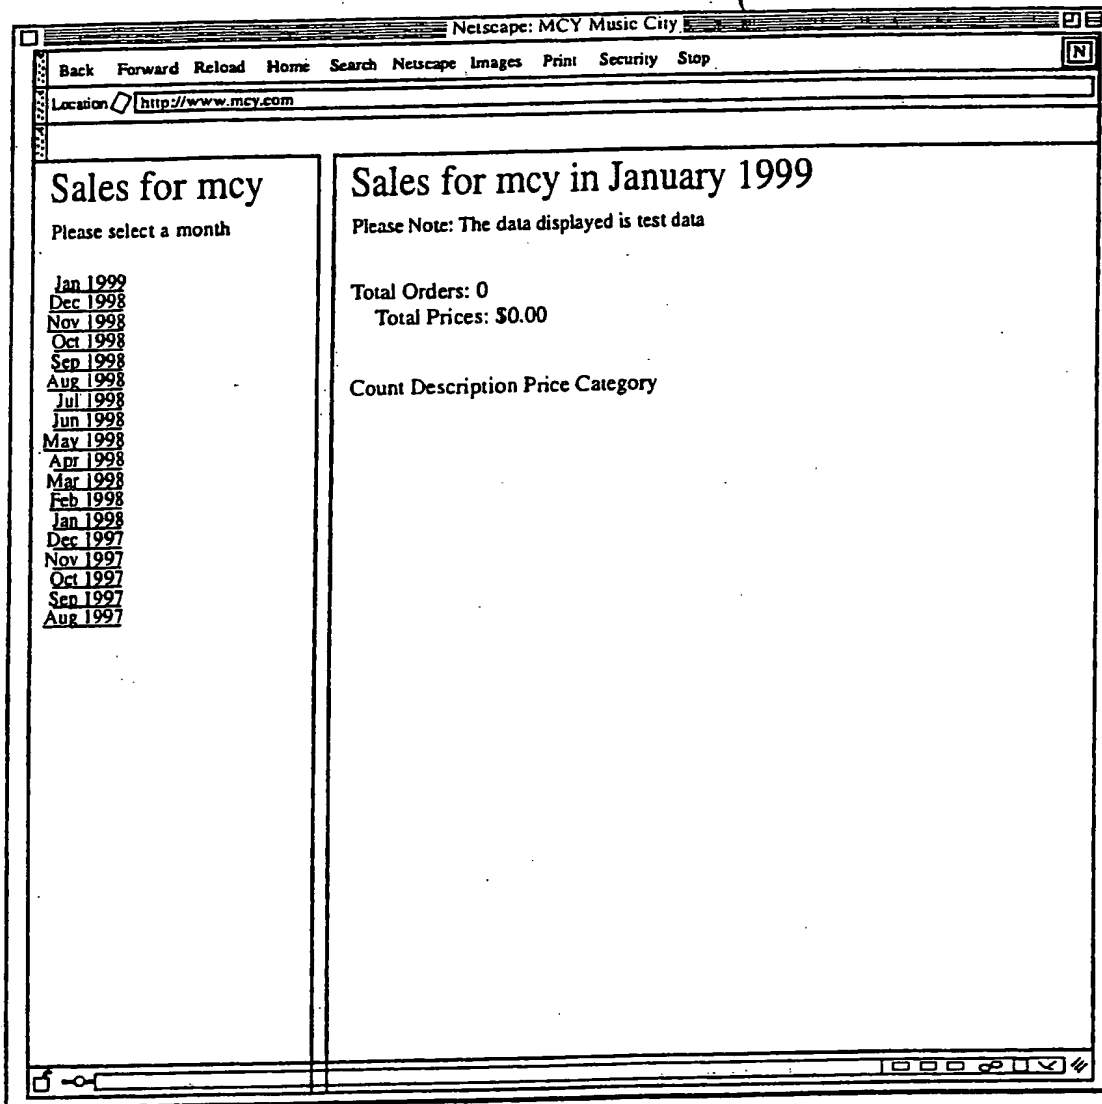 Netscape: MCY Music City
N
Back Forward Reload Home Search Netscape Images Print Security Stop
Location http://www.mcy.com
Sales for mcy
Please select a month
Jan 1999
Dec 1998
Nov 1998
Oct 1998
Sep 1998
Aug 1998
Jul 1998
Jun 1998
May 1998
Apr 1998
Mar 1998
Feb 1998
Jan 1998
Dec 1997
Nov 1997
Oct 1997
Sep 1997
Aug 1997
Sales for mcy in January 1999
Please Note: The data displayed is test data
Total Orders: 0
Total Prices: $0.00
Count Description Price Category